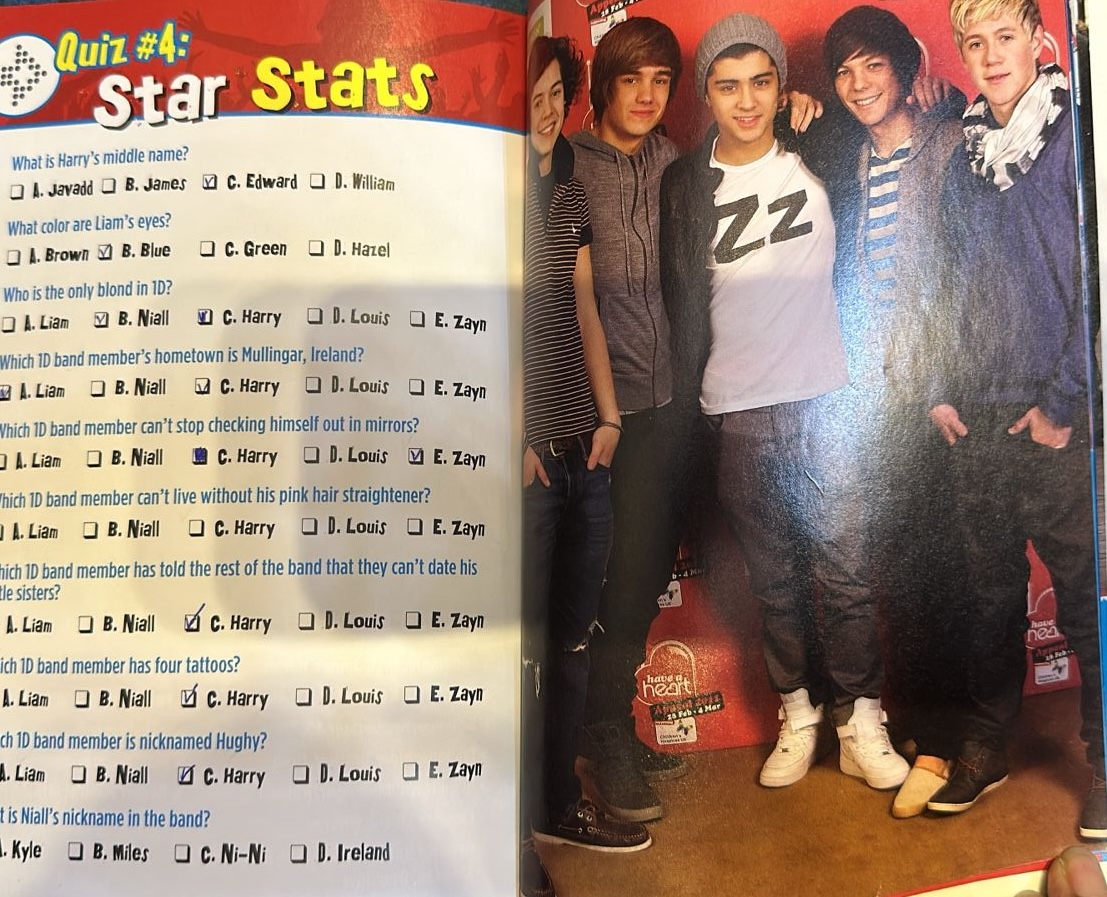 Quiz #4:
Star Stats
What is Harry's middle name?
A. Javadd B. James C. Edward D. William
What color are Liam's eyes?
A. Brown B. Blue C. Green D. Hazel
Who is the only blond in 1D?
A. Liam B. Niall C. Harry D. Louis E. Zayn
Which 1D band member's hometown is Mullingar, Ireland?
A. Liam B. Niall C. Harry D. Louis E. Zayn
Which 1D band member can't stop checking himself out in mirrors?
A. Liam B. Niall C. Harry D. Louis E. Zayn
hich 1D band member can't live without his pink hair straightener?
A. Liam B. Niall C. Harry D. Louis E. Zayn
hich 1D band member has told the rest of the band that they can't date his
tle sisters?
A. Liam B. Niall C. Harry D. Louis E. Zayn
ich 1D band member has four tattoos?
A. Liam B. Niall C. Harry D. Louis E. Zayn
ch 1D band member is nicknamed Hughy?
A. Liam B. Niall C. Harry D. Louis E. Zayn
t is Niall's nickname in the band?
. Kyle B. Miles C. Ni-Ni D. Ireland
ZZ
have a
heart
25 Feb - 4 Mar
have
hea